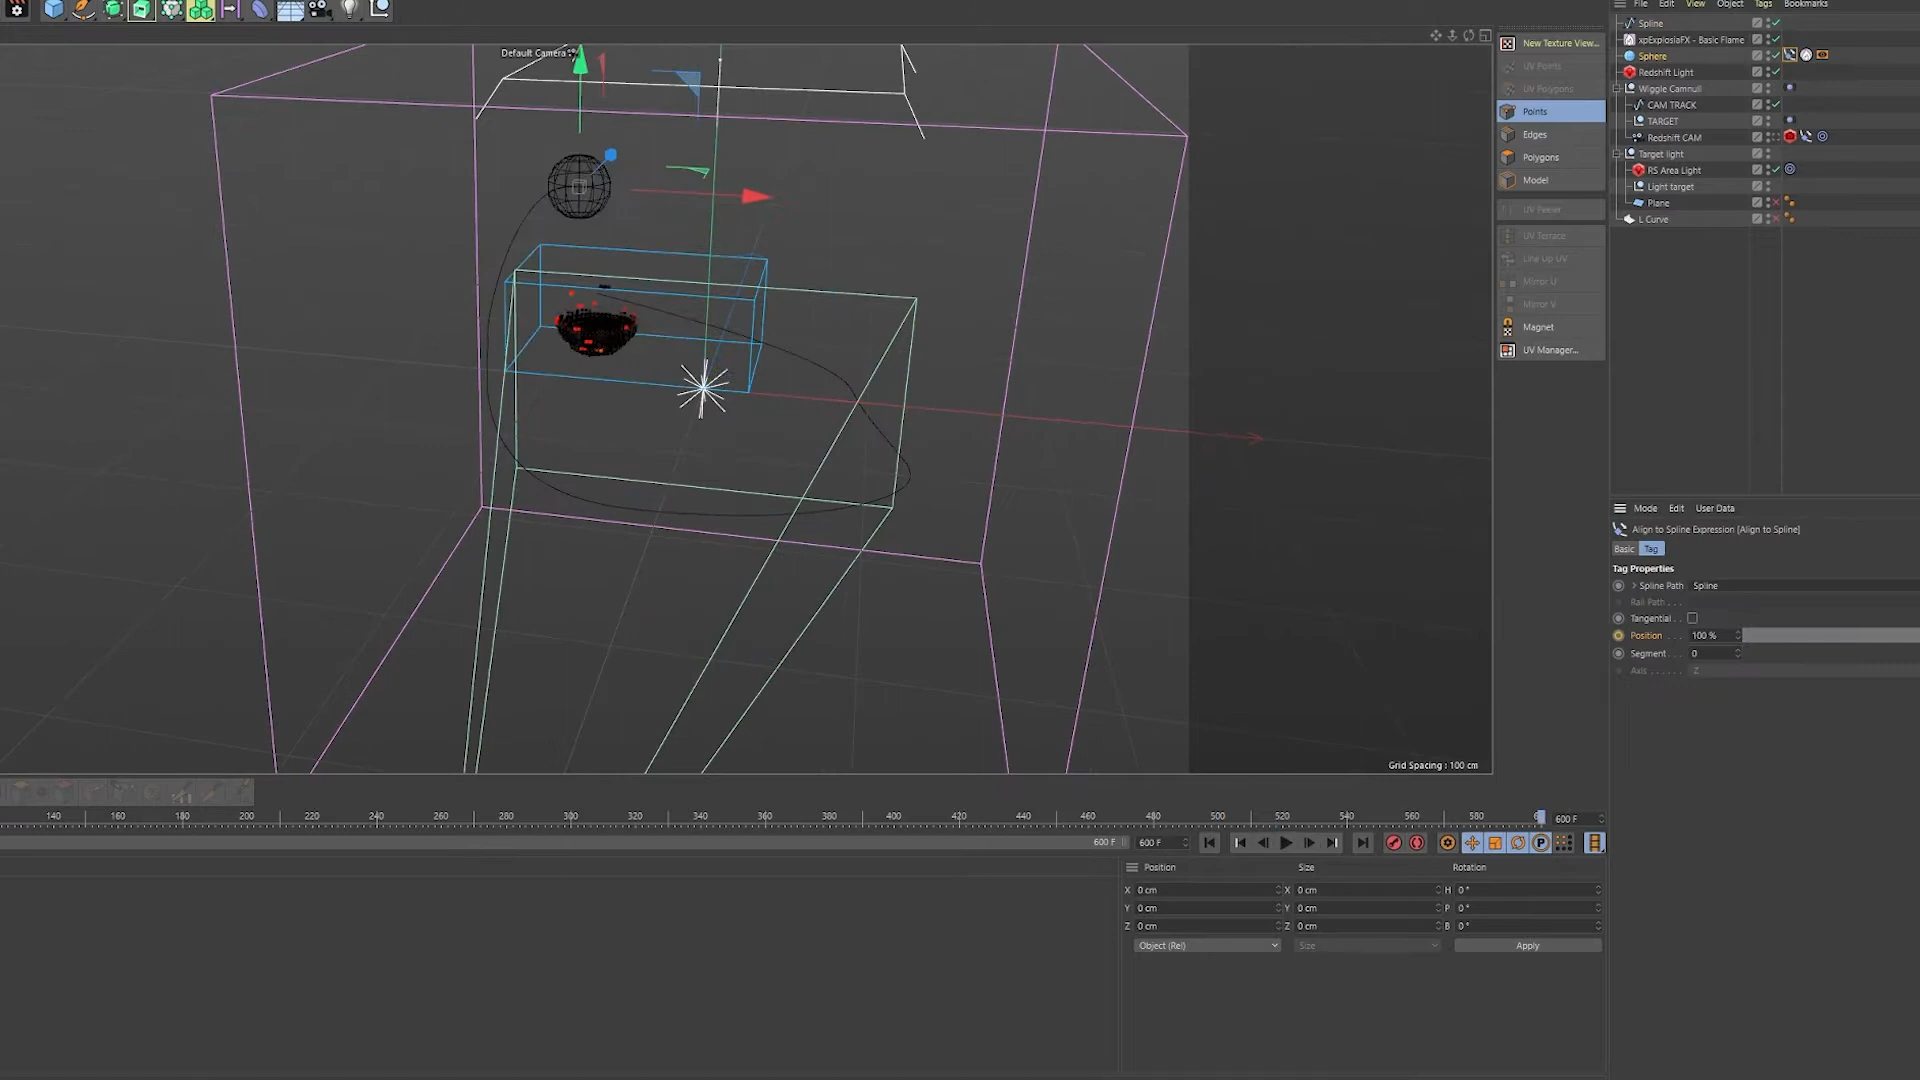 File Edit View Object Tags Bookmarks
Spline
xpExplosiaFX - Basic Flame
Sphere
Redshift Light
Wiggle Camnull
CAM TRACK
TARGET
Redshift CAM
Target light
RS Area Light
Light target
Plane
L Curve
Default Camera
New Texture View...
UV Points
UV Polygons
Points
Edges
Polygons
Model
UV Peeler
UV Terrace
Line Up UV
Mirror U
Mirror V
Magnet
UV Manager...
Mode Edit User Data
Align to Spline Expression [Align to Spline]
Basic Tag
Tag Properties
Spline Path Spline
Rail Path . . .
Tangential . .
Position . . . 100 %
Segment . . 0
Axis . . . . . . Z
Grid Spacing : 100 cm
140 160 180 200 220 240 260 280 300 320 340 360 380 400 420 440 460 480 500 520 540 560 580 600 F
600 F 600 F
Position Size Rotation
X 0 cm X 0 cm H 0 °
Y 0 cm Y 0 cm P 0 °
Z 0 cm Z 0 cm B 0 °
Object (Rel) Size Apply